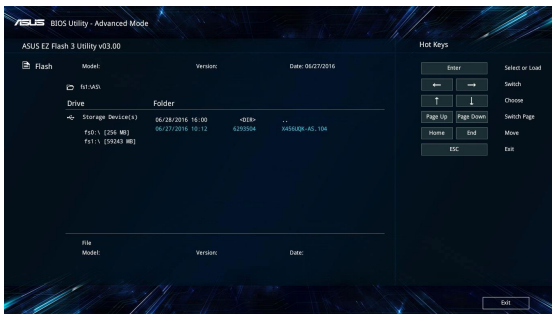 ASUS BIOS Utility - Advanced Mode
ASUS EZ Flash 3 Utility v03.00
Flash
Model: Version: Date: 06/27/2016
fs1:\AS\
Drive Folder
Storage Device(s)
fs0:\ [256 MB]
fs1:\ [59243 MB]
06/28/2016 16:00 <DIR> ..
06/27/2016 10:12 6293504 X456UQK-AS.104
File
Model: Version: Date:
Hot Keys
Enter Select or Load
← → Switch
↑ ↓ Choose
Page Up Page Down Switch Page
Home End Move
ESC Exit
Exit